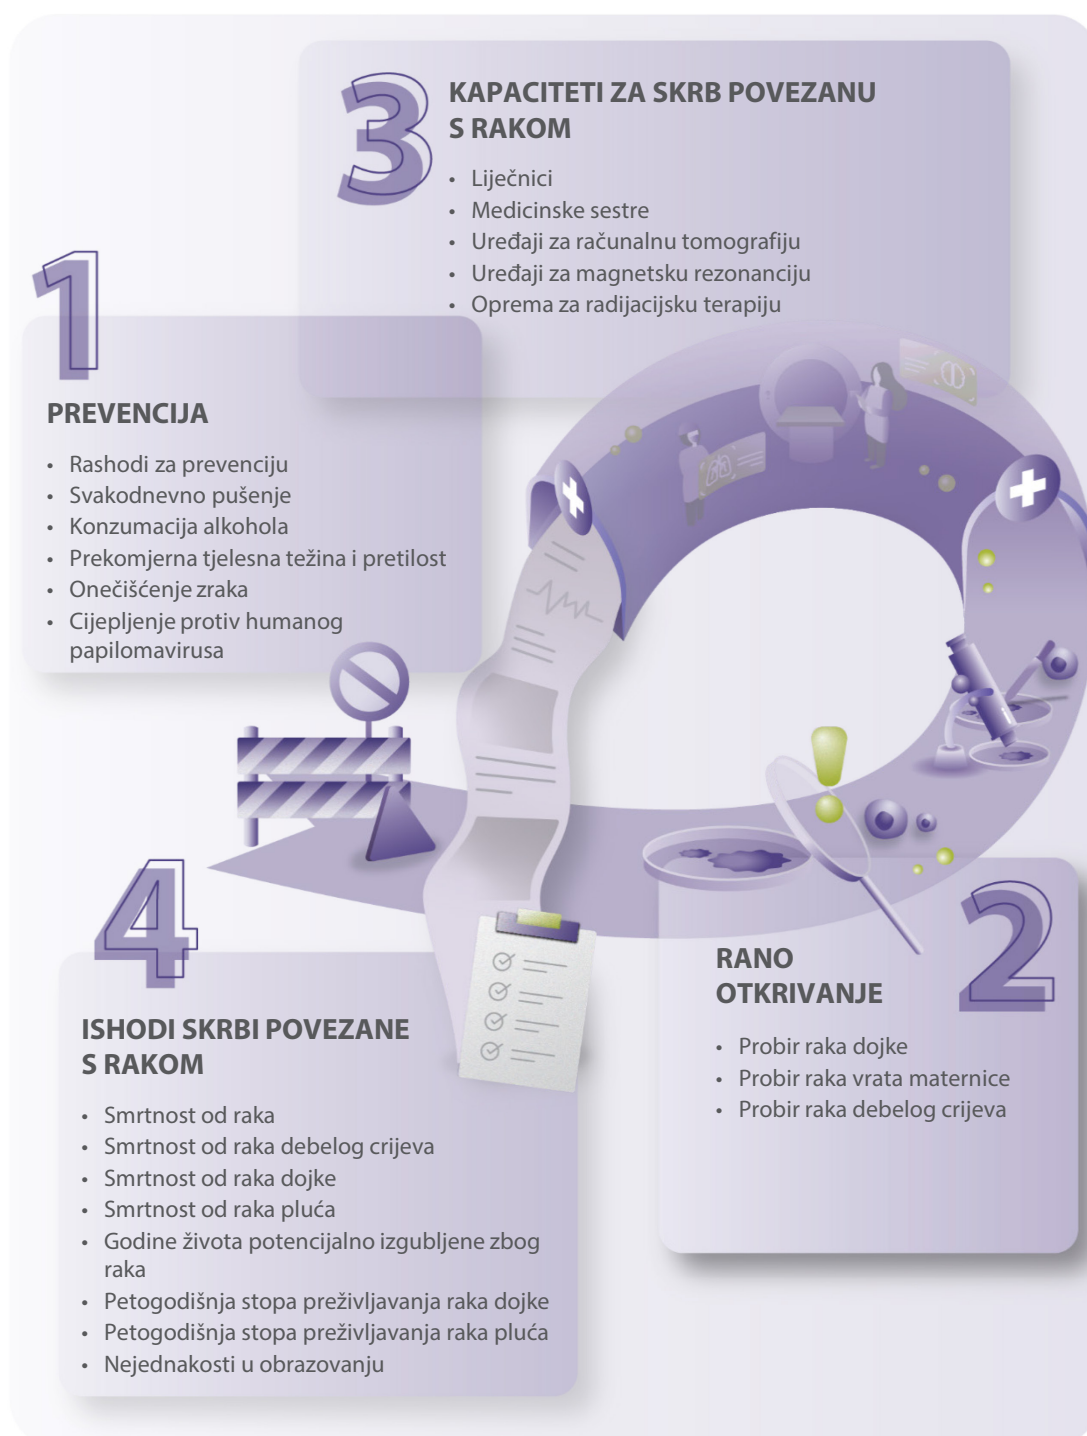 3
KAPACITETI ZA SKRB POVEZANU
S RAKOM
• Liječnici
• Medicinske sestre
• Uređaji za računalnu tomografiju
• Uređaji za magnetsku rezonanciju
• Oprema za radijacijsku terapiju
1
PREVENCIJA
• Rashodi za prevenciju
• Svakodnevno pušenje
• Konzumacija alkohola
• Prekomjerna tjelesna težina i pretilost
• Onečišćenje zraka
• Cijepljenje protiv humanog
papilomavirusa
2
RANO
OTKRIVANJE
• Probir raka dojke
• Probir raka vrata maternice
• Probir raka debelog crijeva
4
ISHODI SKRBI POVEZANE
S RAKOM
• Smrtnost od raka
• Smrtnost od raka debelog crijeva
• Smrtnost od raka dojke
• Smrtnost od raka pluća
• Godine života potencijalno izgubljene zbog
raka
• Petogodišnja stopa preživljavanja raka dojke
• Petogodišnja stopa preživljavanja raka pluća
• Nejednakosti u obrazovanju